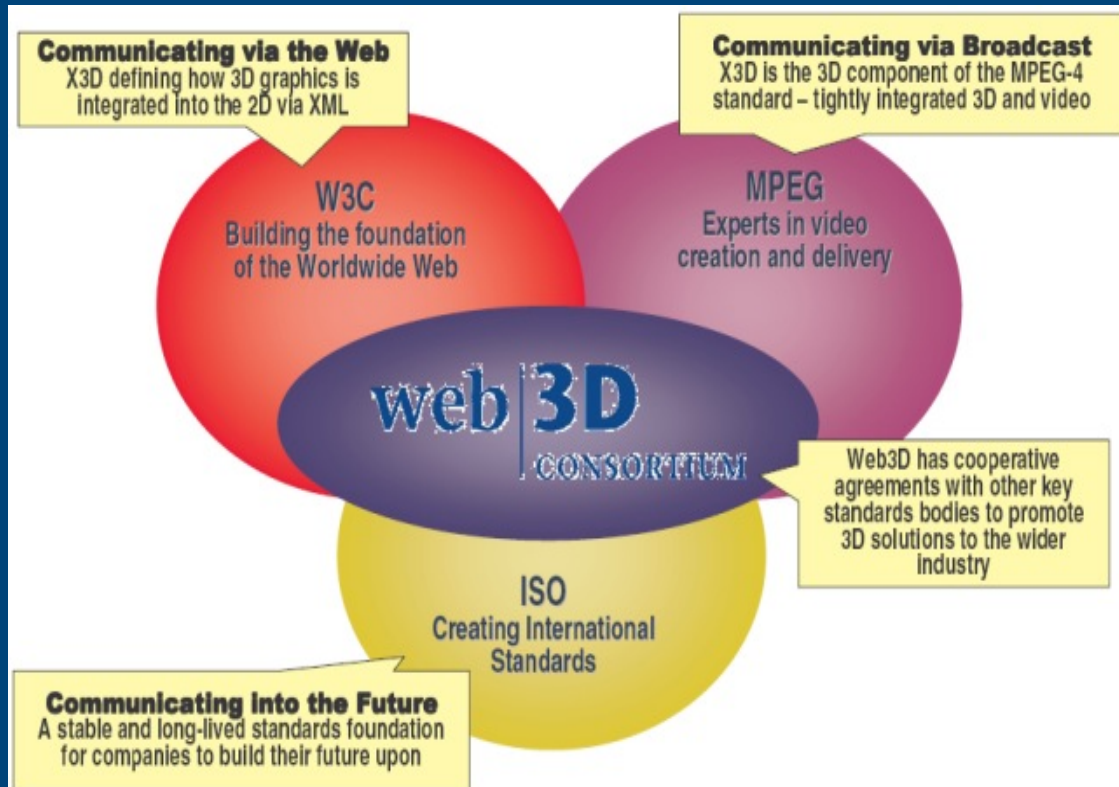 Communicating via the Web
X3D defining how 3D graphics is
integrated into the 2D via XML
Communicating via Broadcast
X3D is the 3D component of the MPEG-4
standard – tightly integrated 3D and video
W3C
Building the foundation
of the Worldwide Web
MPEG
Experts in video
creation and delivery
web 3D
CONSORTIUM
Web3D has cooperative
agreements with other key
standards bodies to promote
3D solutions to the wider
industry
ISO
Creating International
Standards
Communicating into the Future
A stable and long-lived standards foundation
for companies to build their future upon